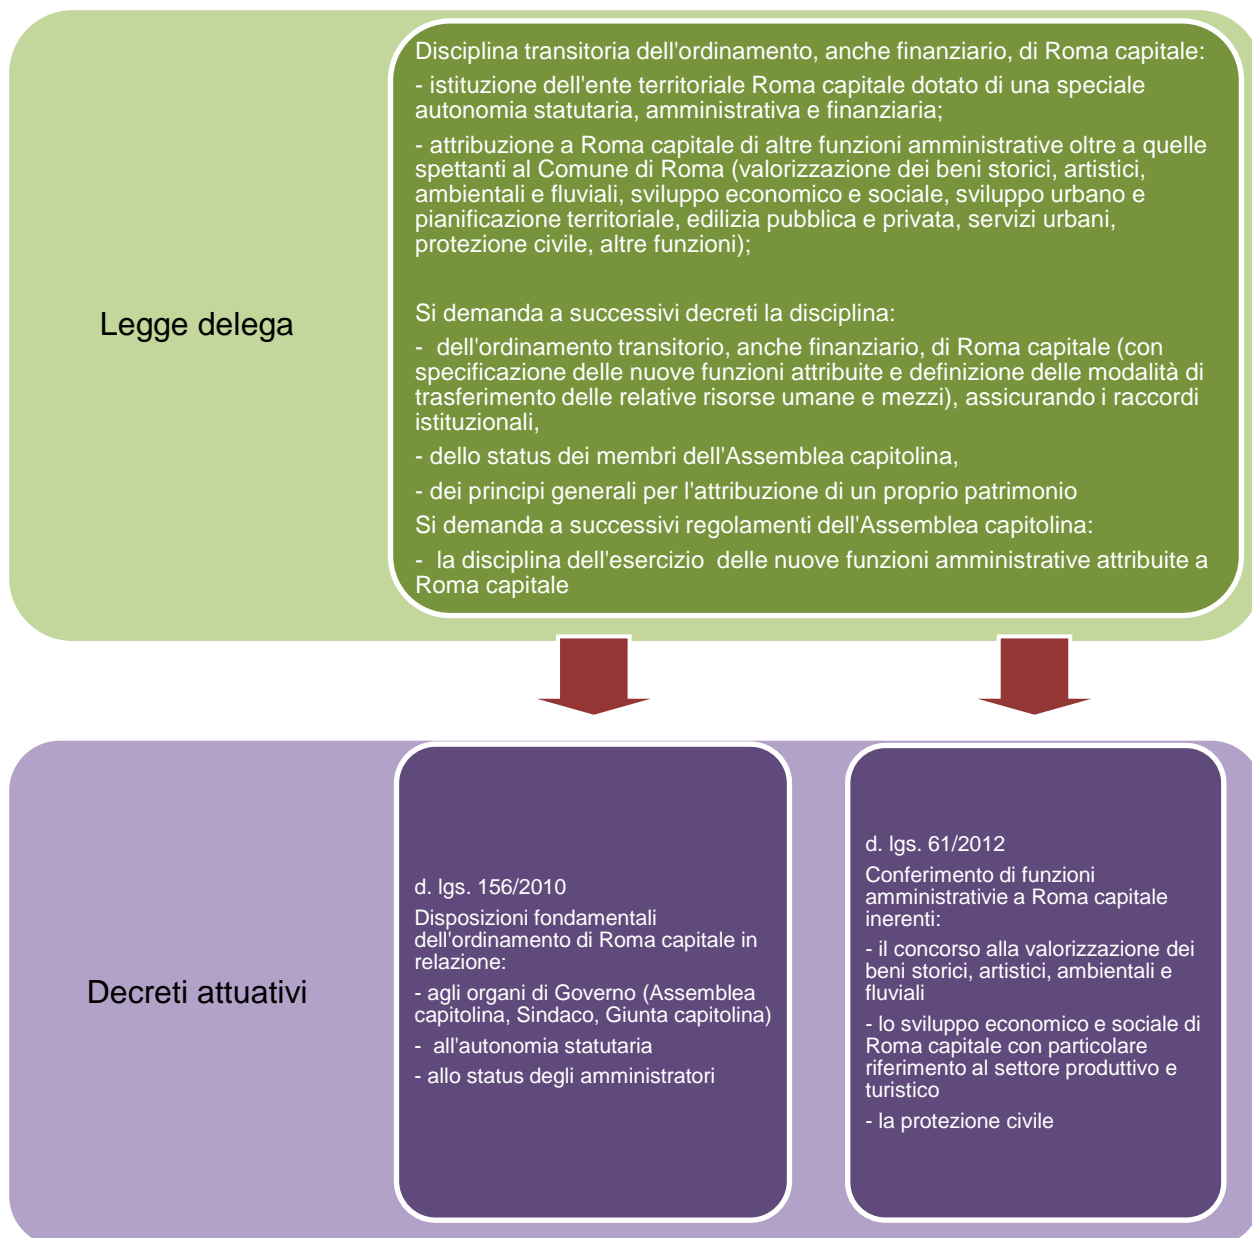 Legge delega
Disciplina transitoria dell'ordinamento, anche finanziario, di Roma capitale:
- istituzione dell'ente territoriale Roma capitale dotato di una speciale
autonomia statutaria, amministrativa e finanziaria;
- attribuzione a Roma capitale di altre funzioni amministrative oltre a quelle
spettanti al Comune di Roma (valorizzazione dei beni storici, artistici,
ambientali e fluviali, sviluppo economico e sociale, sviluppo urbano e
pianificazione territoriale, edilizia pubblica e privata, servizi urbani,
protezione civile, altre funzioni);
Si demanda a successivi decreti la disciplina:
- dell'ordinamento transitorio, anche finanziario, di Roma capitale (con
specificazione delle nuove funzioni attribuite e definizione delle modalità di
trasferimento delle relative risorse umane e mezzi), assicurando i raccordi
istituzionali,
- dello status dei membri dell'Assemblea capitolina,
- dei principi generali per l'attribuzione di un proprio patrimonio
Si demanda a successivi regolamenti dell'Assemblea capitolina:
- la disciplina dell'esercizio delle nuove funzioni amministrative attribuite a
Roma capitale
Decreti attuativi
d. lgs. 156/2010
Disposizioni fondamentali
dell'ordinamento di Roma capitale in
relazione:
- agli organi di Governo (Assemblea
capitolina, Sindaco, Giunta capitolina)
- all'autonomia statutaria
- allo status degli amministratori
d. lgs. 61/2012
Conferimento di funzioni
amministrativie a Roma capitale
inerenti:
- il concorso alla valorizzazione dei
beni storici, artistici, ambientali e
fluviali
- lo sviluppo economico e sociale di
Roma capitale con particolare
riferimento al settore produttivo e
turistico
- la protezione civile